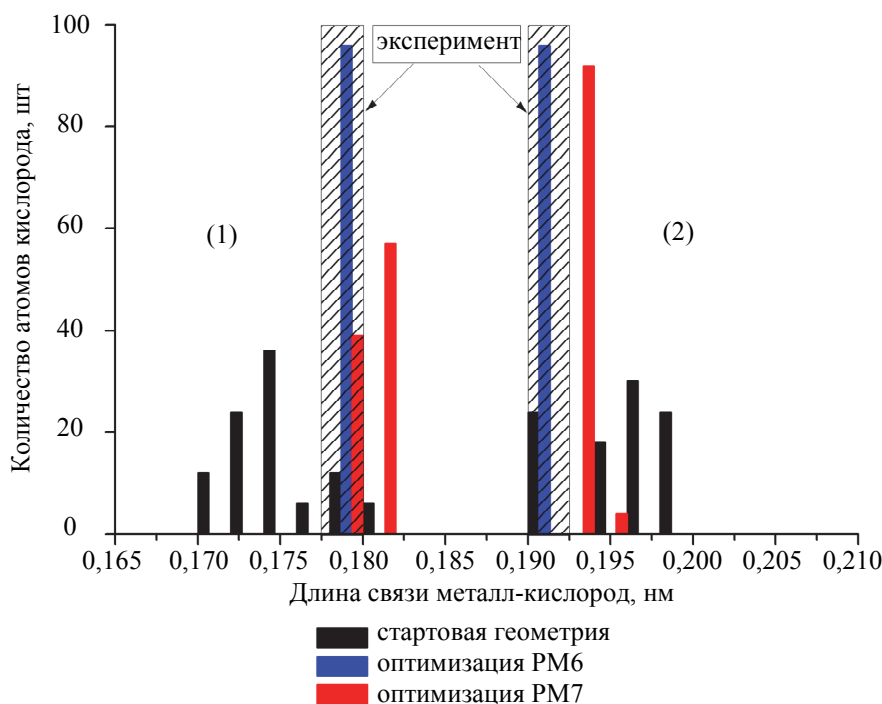 Количество атомов кислорода, шт
100
80
60
40
20
0
эксперимент
(1)
(2)
0,165 0,170 0,175 0,180 0,185 0,190 0,195 0,200 0,205 0,210
Длина связи металл-кислород, нм
стартовая геометрия
оптимизация PM6
оптимизация PM7